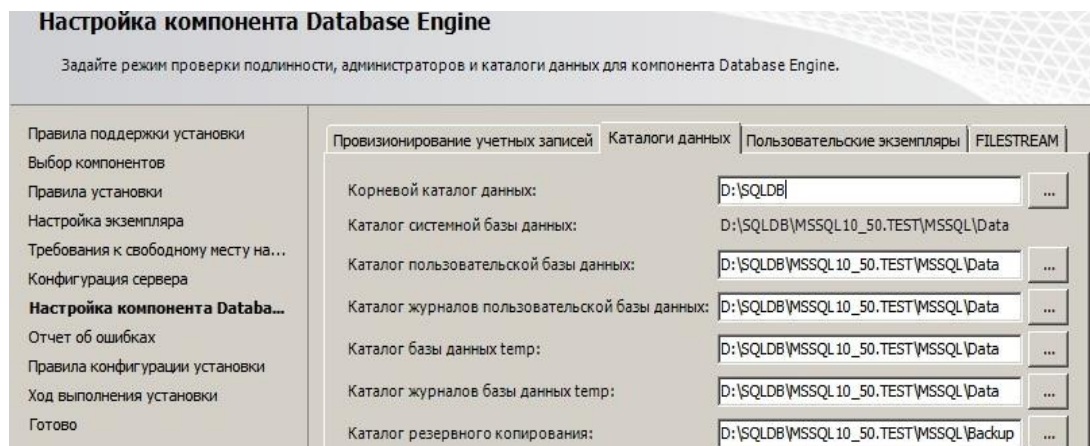 Настройка компонента Database Engine
Задайте режим проверки подлинности, администраторов и каталоги данных для компонента Database Engine.
Правила поддержки установки
Выбор компонентов
Правила установки
Настройка экземпляра
Требования к свободному месту на...
Конфигурация сервера
Настройка компонента Databa...
Отчет об ошибках
Правила конфигурации установки
Ход выполнения установки
Готово
Провизионирование учетных записей Каталоги данных Пользовательские экземпляры FILESTREAM
Корневой каталог данных: D:\SQLDB ...
Каталог системной базы данных: D:\SQLDB\MSSQL10_50.TEST\MSSQL\Data
Каталог пользовательской базы данных: D:\SQLDB\MSSQL10_50.TEST\MSSQL\Data ...
Каталог журналов пользовательской базы данных: D:\SQLDB\MSSQL10_50.TEST\MSSQL\Data ...
Каталог базы данных temp: D:\SQLDB\MSSQL10_50.TEST\MSSQL\Data ...
Каталог журналов базы данных temp: D:\SQLDB\MSSQL10_50.TEST\MSSQL\Data ...
Каталог резервного копирования: D:\SQLDB\MSSQL10_50.TEST\MSSQL\Backup ...